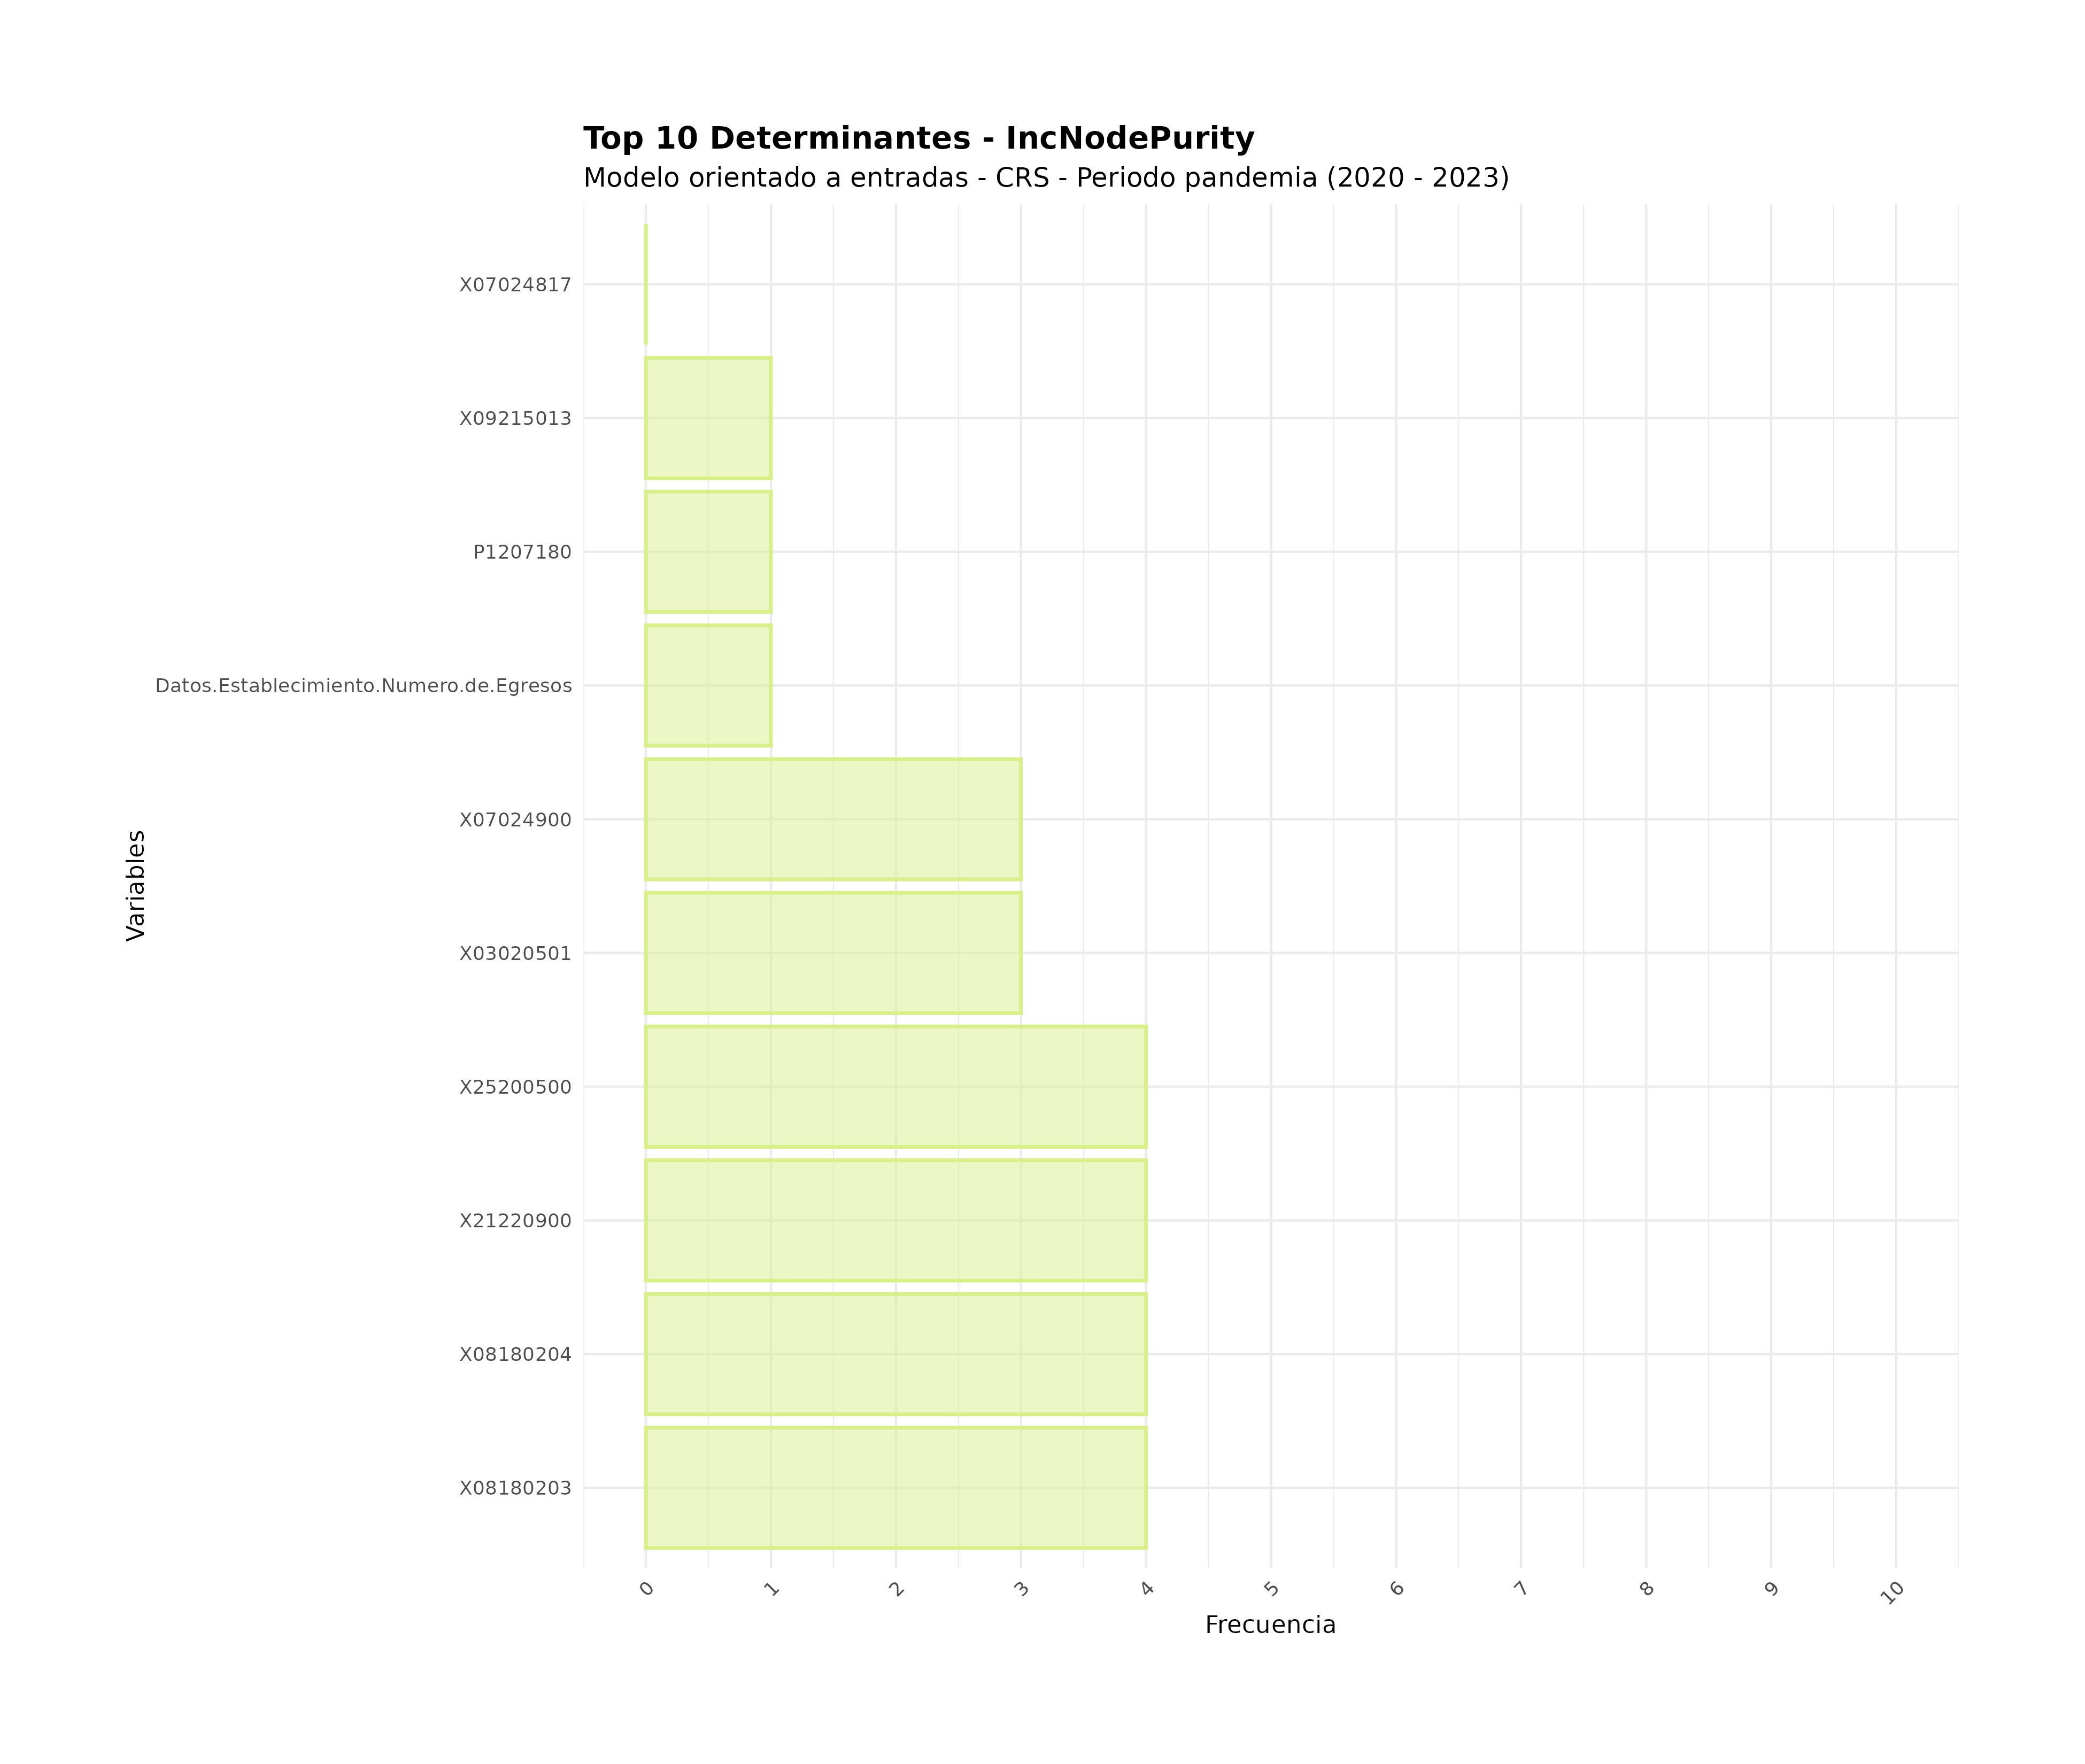 Top 10 Determinantes - IncNodePurity
Modelo orientado a entradas - CRS - Periodo pandemia (2020 - 2023)
Variables
X07024817
X09215013
P1207180
Datos.Establecimiento.Numero.de.Egresos
X07024900
X03020501
X25200500
X21220900
X08180204
X08180203
0 1 2 3 4 5 6 7 8 9 10
Frecuencia